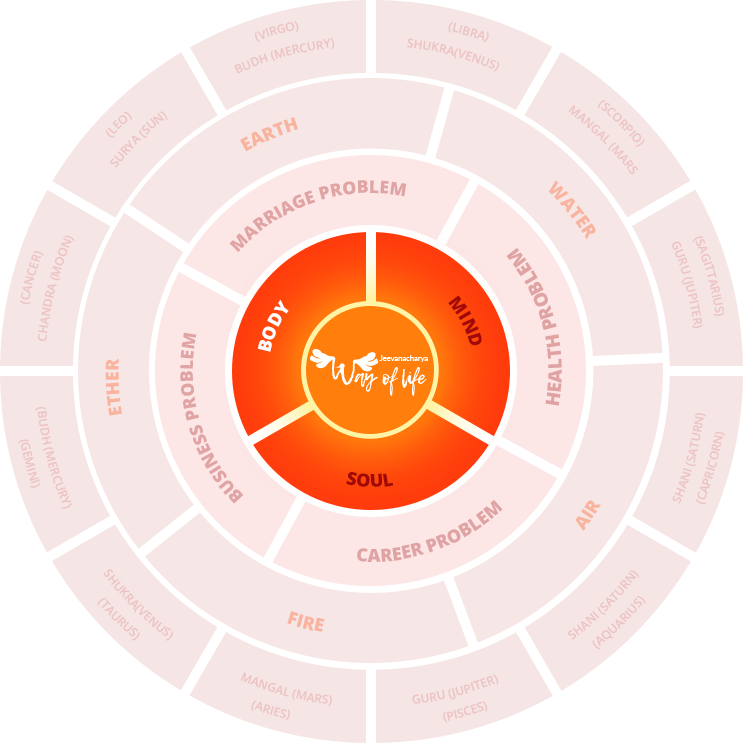 (VIRGO)
BUDH (MERCURY)
(LIBRA)
SHUKRA(VENUS)
(SCORPIO)
MANGAL (MARS
(SAGITTARIUS)
GURU (JUPITER)
SHANI (SATURN)
(CAPRICORN)
SHANI (SATURN)
(AQUARIUS)
GURU (JUPITER)
(PISCES)
MANGAL (MARS)
(ARIES)
SHUKRA(VENUS)
(TAURUS)
(BUDH (MERCURY)
(GEMINI)
(CANCER)
CHANDRA (MOON)
(LEO)
SURYA (SUN)
EARTH
WATER
AIR
FIRE
ETHER
MARRIAGE PROBLEM
HEALTH PROBLEM
CAREER PROBLEM
BUSINESS PROBLEM
BODY
MIND
SOUL
Jeevanacharya
Way of life